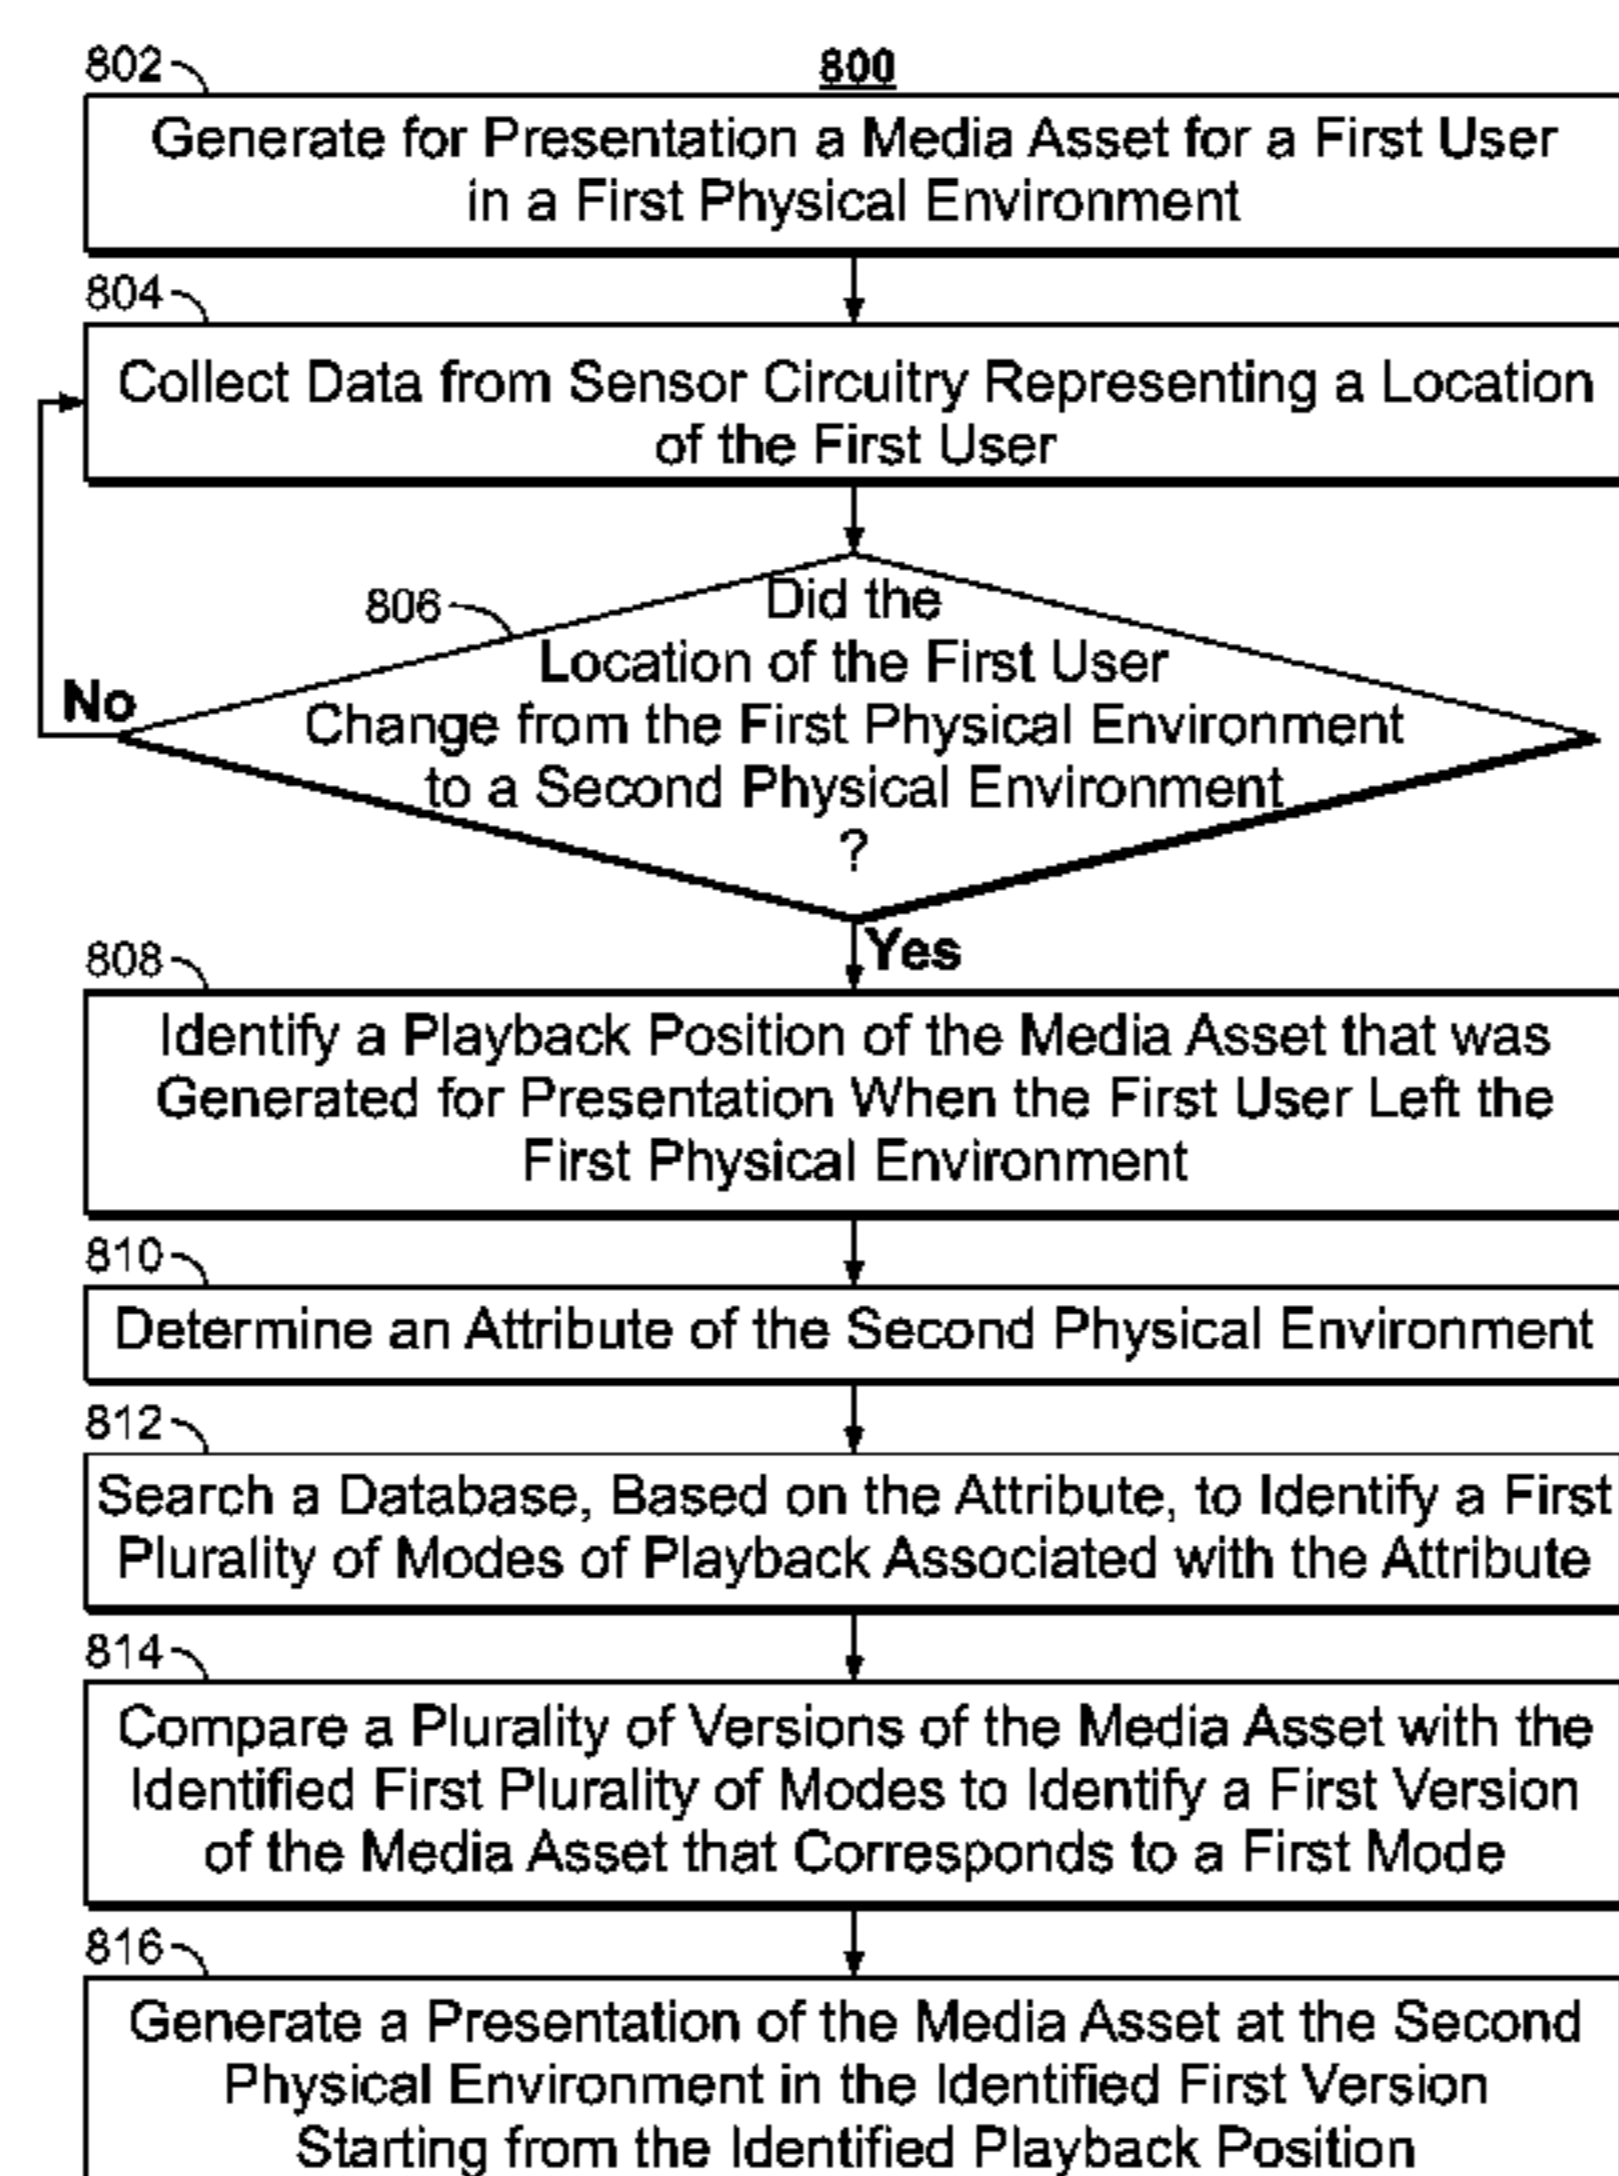 800
802
Generate for Presentation a Media Asset for a First User
in a First Physical Environment
804
Collect Data from Sensor Circuitry Representing a Location
of the First User
806
Did the
Location of the First User
Change from the First Physical Environment
to a Second Physical Environment
?
No
Yes
808
Identify a Playback Position of the Media Asset that was
Generated for Presentation When the First User Left the
First Physical Environment
810
Determine an Attribute of the Second Physical Environment
812
Search a Database, Based on the Attribute, to Identify a First
Plurality of Modes of Playback Associated with the Attribute
814
Compare a Plurality of Versions of the Media Asset with the
Identified First Plurality of Modes to Identify a First Version
of the Media Asset that Corresponds to a First Mode
816
Generate a Presentation of the Media Asset at the Second
Physical Environment in the Identified First Version
Starting from the Identified Playback Position